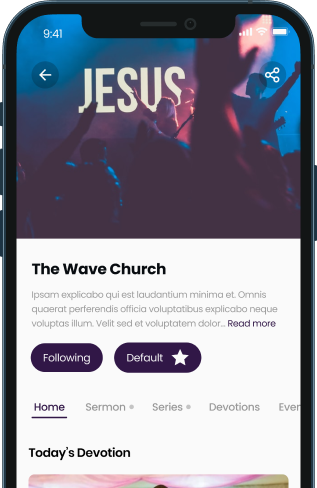 9:41
JESUS
The Wave Church
Ipsam explicabo qui est laudantium minima et. Omnis
quaerat perferendis officia voluptatibus explicabo neque
voluptas illum. Velit sed et voluptatem dolor... Read more
Following
Default
Home Sermon Series Devotions Even
Today's Devotion